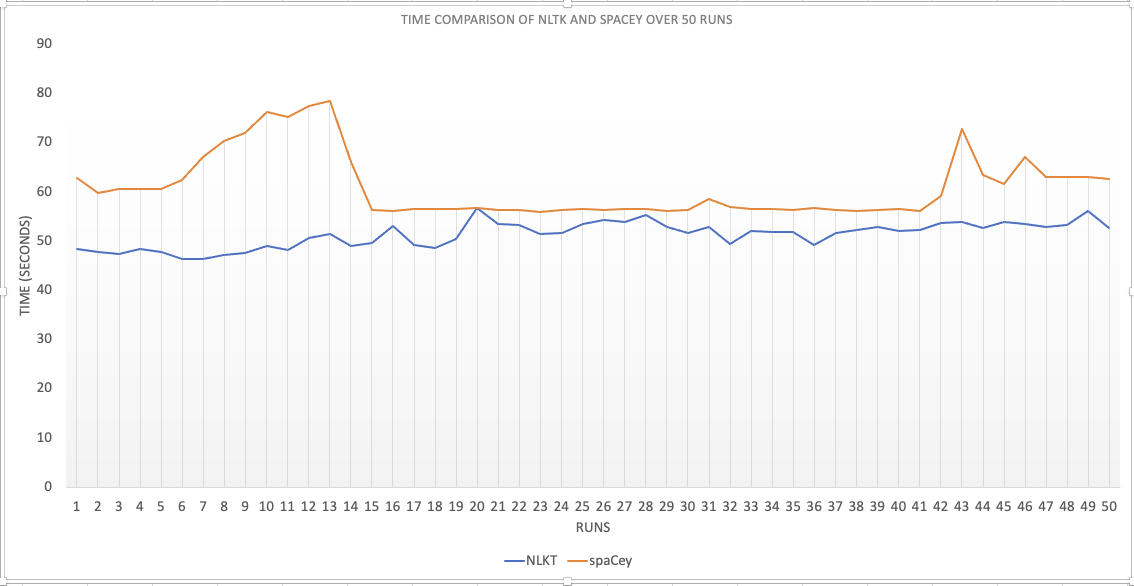 TIME COMPARISON OF NLTK AND SPACEY OVER 50 RUNS
90
80
70
60
50
40
30
20
10
0
TIME (SECONDS)
1 2 3 4 5 6 7 8 9 10 11 12 13 14 15 16 17 18 19 20 21 22 23 24 25 26 27 28 29 30 31 32 33 34 35 36 37 38 39 40 41 42 43 44 45 46 47 48 49 50
RUNS
NLKT spaCey